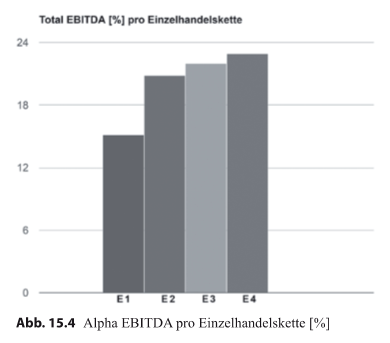 Total EBITDA [%] pro Einzelhandelskette
24
18
12
6
0
E1 E2 E3 E4
Abb. 15.4 Alpha EBITDA pro Einzelhandelskette [%]